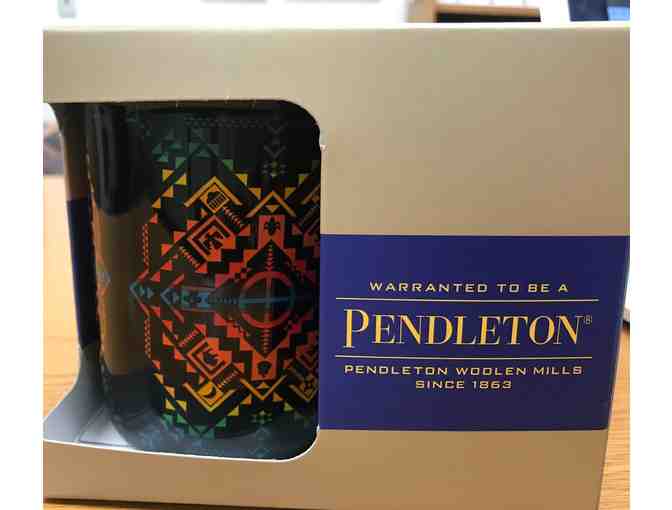 WARRANTED TO BE A
PENDLETON®
PENDLETON WOOLEN MILLS
SINCE 1863